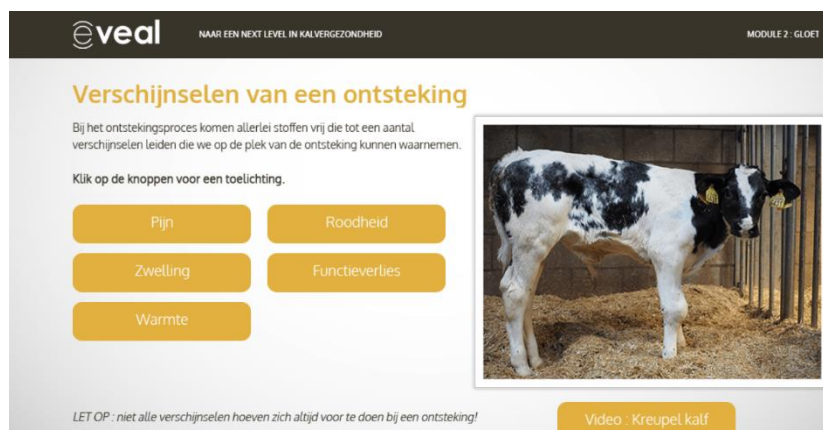 eveal
NAAR EEN NEXT LEVEL IN KALVERGEZONDHEID
MODULE 2 : GLOET
Verschijnselen van een ontsteking
Bij het ontstekingsproces komen allerlei stoffen vrij die tot een aantal
verschijnselen leiden die we op de plek van de ontsteking kunnen waarnemen.
Klik op de knoppen voor een toelichting.
Pijn
Roodheid
Zwelling
Functieverlies
Warmte
LET OP : niet alle verschijnselen hoeven zich altijd voor te doen bij een ontsteking!
Video : Kreupel kalf